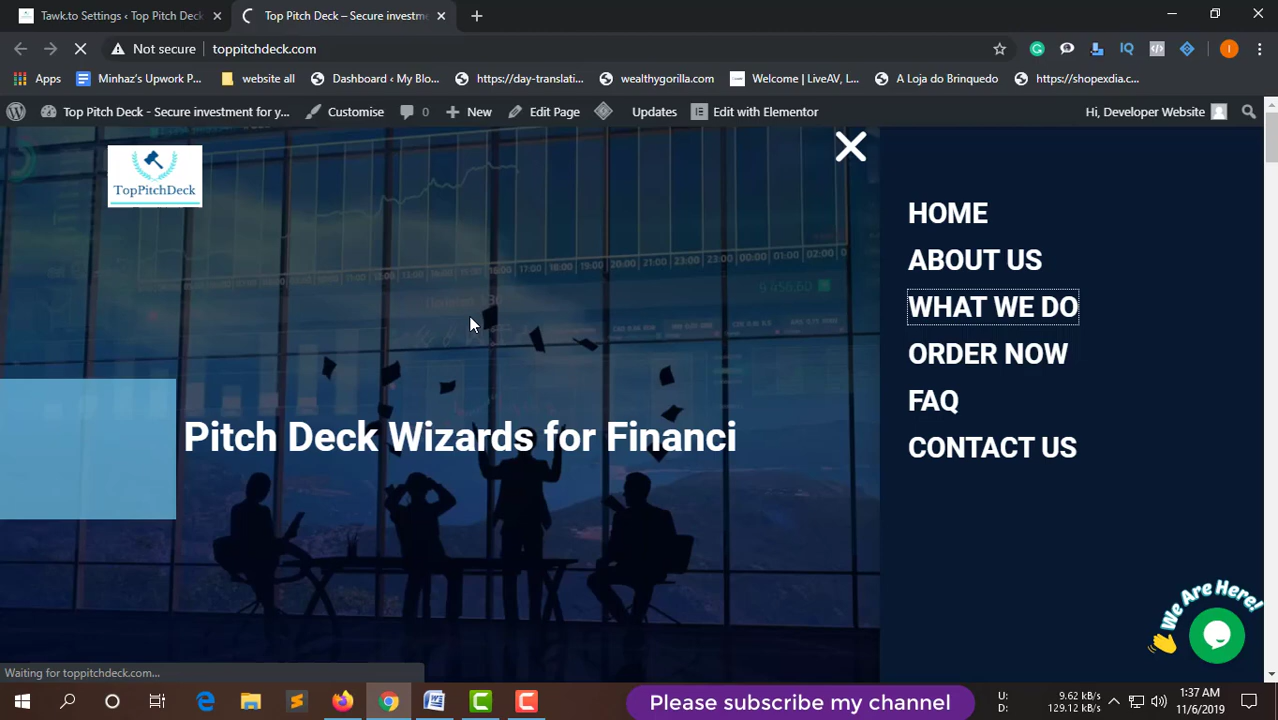 Tawk.to Settings ‹ Top Pitch Deck
Top Pitch Deck – Secure investme
Not secure
toppitchdeck.com
Apps
Minhaz's Upwork P...
website all
Dashboard ‹ My Blo...
https://day-translati...
wealthygorilla.com
Welcome | LiveAV, L...
A Loja do Brinquedo
https://shopexdia.c...
Top Pitch Deck - Secure investment for y...
Customise
0
New
Edit Page
Updates
Edit with Elementor
Hi, Developer Website
TopPitchDeck
HOME
ABOUT US
WHAT WE DO
ORDER NOW
FAQ
CONTACT US
Pitch Deck Wizards for Financi
We Are Here!
Waiting for toppitchdeck.com...
Please subscribe my channel
U:
D:
9.62 kB/s
129.12 kB/s
1:37 AM
11/6/2019